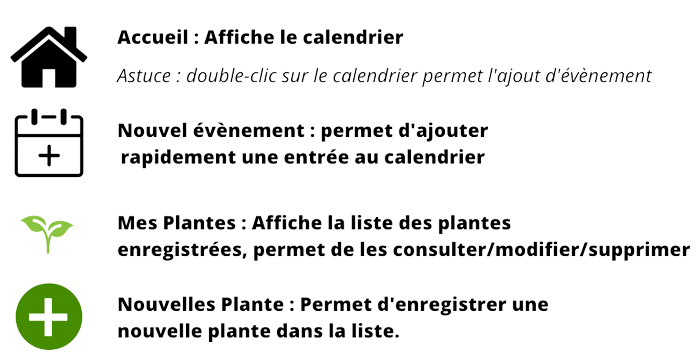 Accueil : Affiche le calendrier
Astuce : double-clic sur le calendrier permet l'ajout d'évènement
Nouvel évènement : permet d'ajouter
rapidement une entrée au calendrier
Mes Plantes : Affiche la liste des plantes
enregistrées, permet de les consulter/modifier/supprimer
Nouvelles Plante : Permet d'enregistrer une
nouvelle plante dans la liste.